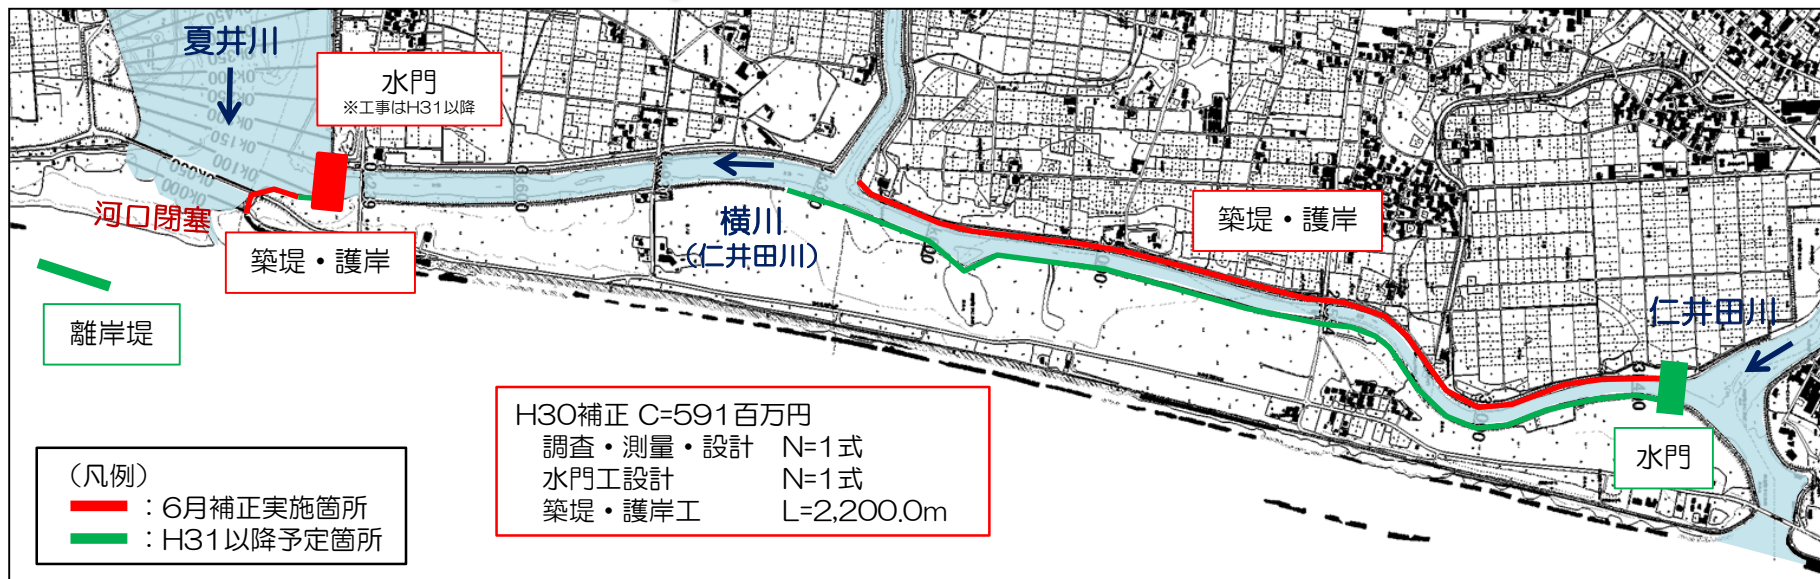 夏井川
水門
※工事はH31以降
河口閉塞
築堤・護岸
離岸堤
横川
(仁井田川)
築堤・護岸
仁井田川
水門
H30補正 C=591百万円
調査・測量・設計 N=1式
水門工設計 N=1式
築堤・護岸工 L=2,200.0m
(凡例)
:6月補正実施箇所
:H31以降予定箇所
0k150
0k100
0k050
0k000